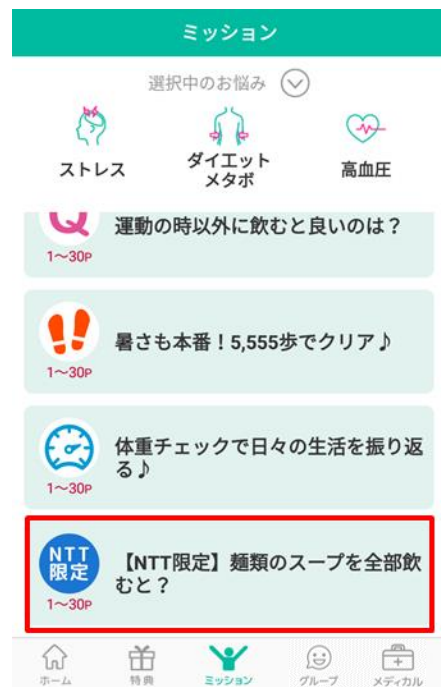 ミッション
選択中のお悩み
ストレス
ダイエット
メタボ
高血圧
Q
運動の時以外に飲むと良いのは？
1〜30P
暑さも本番！5,555歩でクリア♪
1〜30P
体重チェックで日々の生活を振り返
る♪
1〜30P
NTT
限定
【NTT限定】麺類のスープを全部飲
むと？
1〜30P
ホーム
特典
ミッション
グループ
メディカル